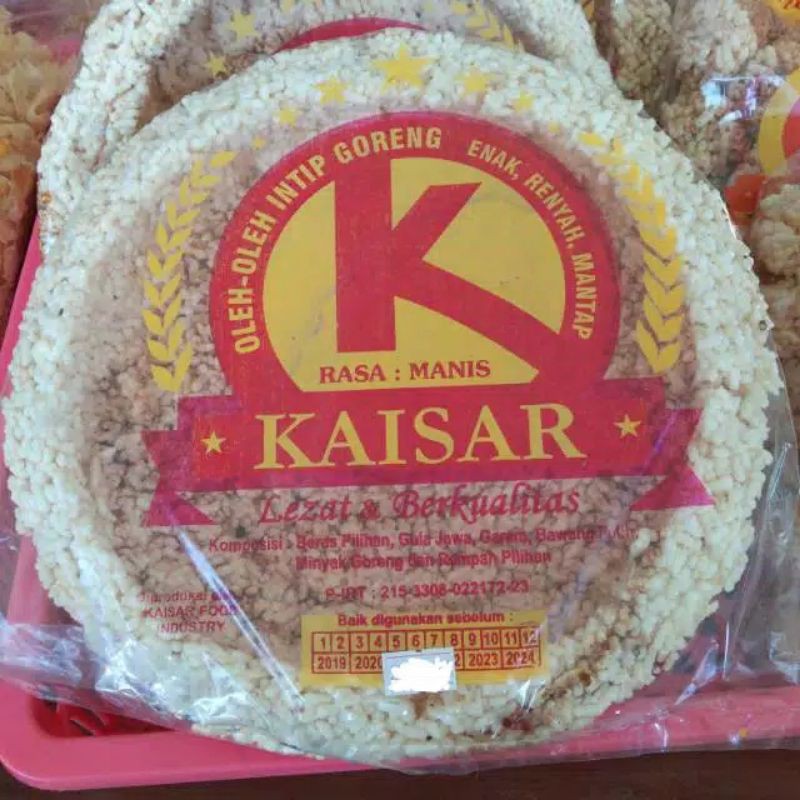 OLEH-OLEH INTIP GORENG ENAK, RENYAH, MANTAP
K
RASA : MANIS
KAISAR
Lezat & Berkualitas
Komposisi : Beras Pilihan, Gula Jawa, Garam, Bawang
Minyak Goreng dan Rempah Pilihan
P-IRT : 215-3308-022172-23
KAISAR FOOD
INDUSTRY
Baik digunakan sebelum :
1 2 3 4 5 6 7 8 9 10 11 12
2019 2020 2023 2024